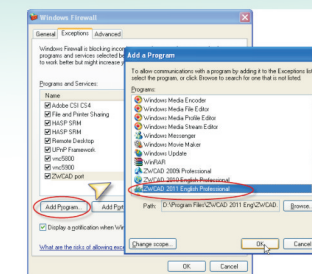 Windows Firewall
General Exceptions Advanced
Windows Firewall is blocking incoming
programs and services selected be
to work better but might increase y
Programs and Services:
Name
Adobe CSI CS4
File and Printer Sharing
HASP SRM
HASP SRM
Remote Desktop
UPnP Framework
vnc5800
vnc5900
ZWCAD port
Add Program... Add Port
Display a notification when Win
What are the risks of allowing exce
OK Cancel
Add a Program
To allow communications with a program by adding it to the Exceptions list
select the program, or click Browse to search for one that is not listed.
Programs:
Windows Media Encoder
Windows Media File Editor
Windows Media Profile Editor
Windows Media Stream Editor
Windows Messenger
Windows Movie Maker
Windows Update
WinRAR
ZWCAD 2009i Professional
ZWCAD 2010 English Professional
ZWCAD 2011 English Professional
Path: D:\Program Files\ZWCAD 2011 Eng\ZWCAD. Browse...
Change scope... OK Cancel